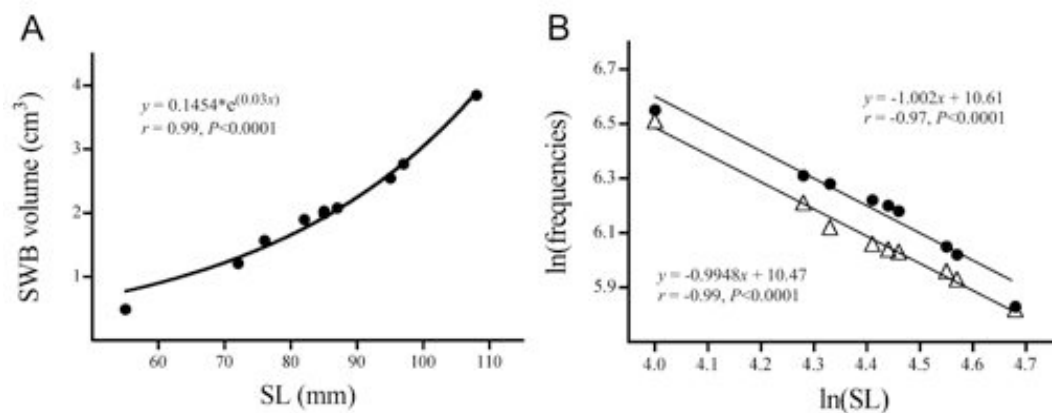 A
SWB volume (cm³)
4
3
2
1
y = 0.1454*e^(0.03x)
r = 0.99, P<0.0001
60 72 80 90 100 110
SL (mm)
B
ln(frequencies)
6.7
6.5
6.3
6.1
5.9
y = -1.002x + 10.61
r = -0.97, P<0.0001
y = -0.9948x + 10.47
r = -0.99, P<0.0001
4.0 4.1 4.2 4.3 4.4 4.5 4.6 4.7
ln(SL)